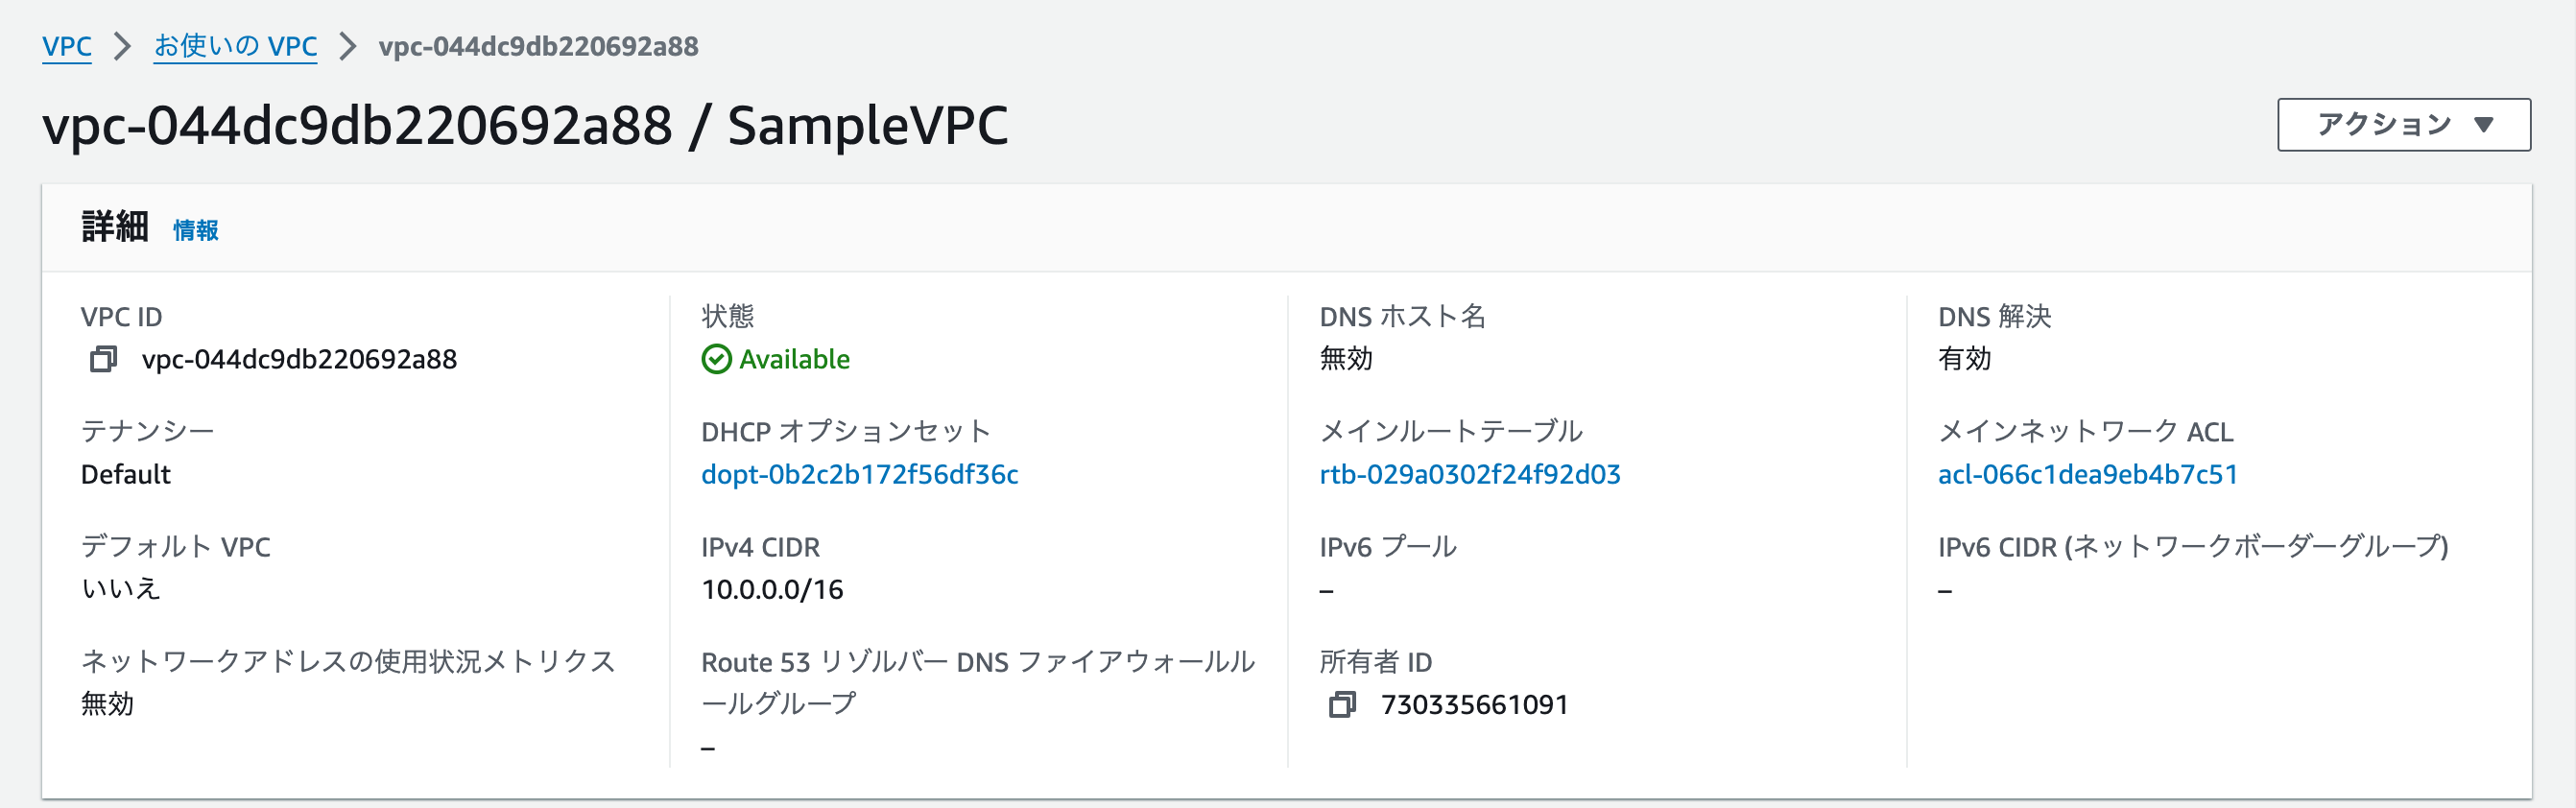 VPC > お使いの VPC > vpc-044dc9db220692a88
vpc-044dc9db220692a88 / SampleVPC
アクション ▼
詳細 情報
VPC ID
vpc-044dc9db220692a88
状態
Available
DNS ホスト名
無効
DNS 解決
有効
テナンシー
Default
DHCP オプションセット
dopt-0b2c2b172f56df36c
メインルートテーブル
rtb-029a0302f24f92d03
メインネットワーク ACL
acl-066c1dea9eb4b7c51
デフォルト VPC
いいえ
IPv4 CIDR
10.0.0.0/16
IPv6 プール
–
IPv6 CIDR (ネットワークボーダーグループ)
–
ネットワークアドレスの使用状況メトリクス
無効
Route 53 リゾルバー DNS ファイアウォールル
ールグループ
–
所有者 ID
730335661091